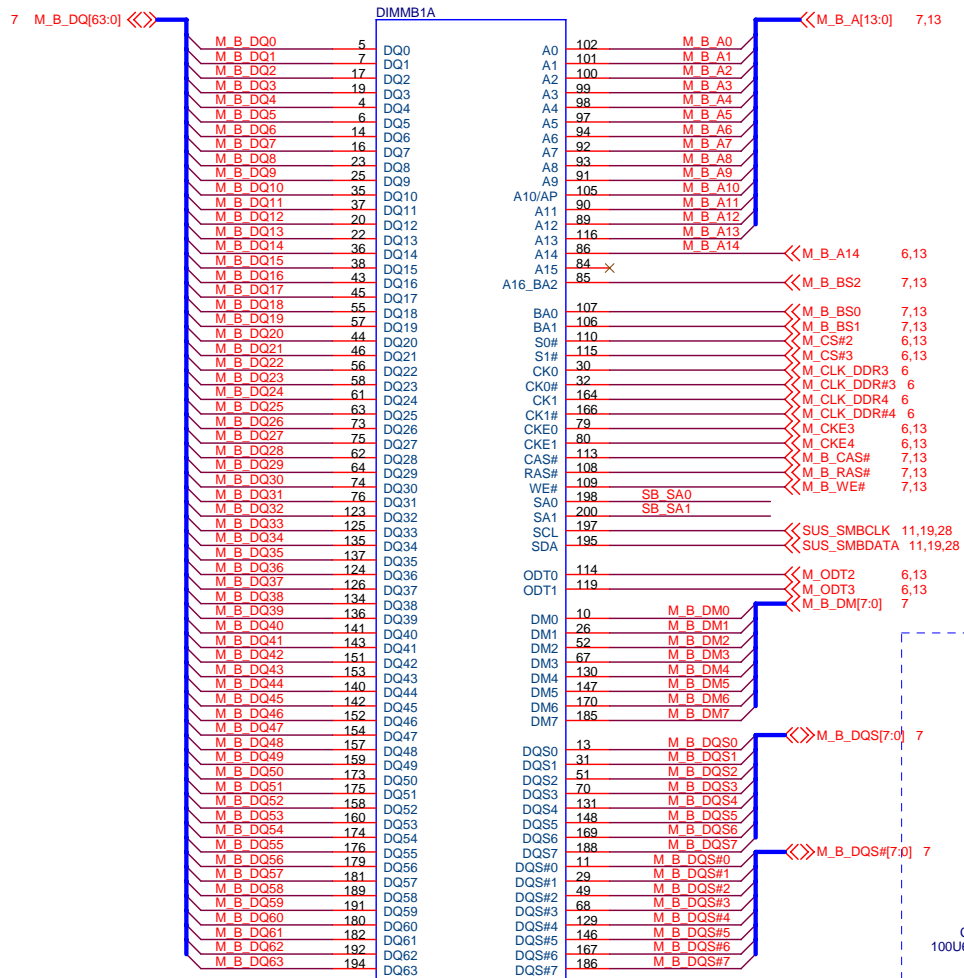 7 M_B_DQ[63:0] DIMMB1A M_B_A[13:0] 7,13
M_B_DQ0 5 DQ0 A0 102 M_B_A0
M_B_DQ1 7 DQ1 A1 101 M_B_A1
M_B_DQ2 17 DQ2 A2 100 M_B_A2
M_B_DQ3 19 DQ3 A3 99 M_B_A3
M_B_DQ4 4 DQ4 A4 98 M_B_A4
M_B_DQ5 6 DQ5 A5 97 M_B_A5
M_B_DQ6 14 DQ6 A6 94 M_B_A6
M_B_DQ7 16 DQ7 A7 92 M_B_A7
M_B_DQ8 23 DQ8 A8 93 M_B_A8
M_B_DQ9 25 DQ9 A9 91 M_B_A9
M_B_DQ10 35 DQ10 A10/AP 105 M_B_A10
M_B_DQ11 37 DQ11 A11 90 M_B_A11
M_B_DQ12 20 DQ12 A12 89 M_B_A12
M_B_DQ13 22 DQ13 A13 116 M_B_A13
M_B_DQ14 36 DQ14 A14 86 M_B_A14 M_B_A14 6,13
M_B_DQ15 38 DQ15 A15 84
M_B_DQ16 43 DQ16 A16_BA2 85 M_B_BS2 7,13
M_B_DQ17 45 DQ17
M_B_DQ18 55 DQ18 BA0 107 M_B_BS0 7,13
M_B_DQ19 57 DQ19 BA1 106 M_B_BS1 7,13
M_B_DQ20 44 DQ20 S0# 110 M_CS#2 6,13
M_B_DQ21 46 DQ21 S1# 115 M_CS#3 6,13
M_B_DQ22 56 DQ22 CK0 30 M_CLK_DDR3 6
M_B_DQ23 58 DQ23 CK0# 32 M_CLK_DDR#3 6
M_B_DQ24 61 DQ24 CK1 164 M_CLK_DDR4 6
M_B_DQ25 63 DQ25 CK1# 166 M_CLK_DDR#4 6
M_B_DQ26 73 DQ26 CKE0 79 M_CKE3 6,13
M_B_DQ27 75 DQ27 CKE1 80 M_CKE4 6,13
M_B_DQ28 62 DQ28 CAS# 113 M_B_CAS# 7,13
M_B_DQ29 64 DQ29 RAS# 108 M_B_RAS# 7,13
M_B_DQ30 74 DQ30 WE# 109 M_B_WE# 7,13
M_B_DQ31 76 DQ31 SA0 198 SB_SA0
M_B_DQ32 123 DQ32 SA1 200 SB_SA1
M_B_DQ33 125 DQ33 SCL 197 SUS_SMBCLK 11,19,28
M_B_DQ34 135 DQ34 SDA 195 SUS_SMBDATA 11,19,28
M_B_DQ35 137 DQ35
M_B_DQ36 124 DQ36 ODT0 114 M_ODT2 6,13
M_B_DQ37 126 DQ37 ODT1 119 M_ODT3 6,13
M_B_DQ38 134 DQ38 M_B_DM[7:0] 7
M_B_DQ39 136 DQ39 DM0 10 M_B_DM0
M_B_DQ40 141 DQ40 DM1 26 M_B_DM1
M_B_DQ41 143 DQ41 DM2 52 M_B_DM2
M_B_DQ42 151 DQ42 DM3 67 M_B_DM3
M_B_DQ43 153 DQ43 DM4 130 M_B_DM4
M_B_DQ44 140 DQ44 DM5 147 M_B_DM5
M_B_DQ45 142 DQ45 DM6 170 M_B_DM6
M_B_DQ46 152 DQ46 DM7 185 M_B_DM7
M_B_DQ47 154 DQ47 M_B_DQS[7:0] 7
M_B_DQ48 157 DQ48 DQS0 13 M_B_DQS0
M_B_DQ49 159 DQ49 DQS1 31 M_B_DQS1
M_B_DQ50 173 DQ50 DQS2 51 M_B_DQS2
M_B_DQ51 175 DQ51 DQS3 70 M_B_DQS3
M_B_DQ52 158 DQ52 DQS4 131 M_B_DQS4
M_B_DQ53 160 DQ53 DQS5 148 M_B_DQS5
M_B_DQ54 174 DQ54 DQS6 169 M_B_DQS6
M_B_DQ55 176 DQ55 DQS7 188 M_B_DQS7 M_B_DQS#[7:0] 7
M_B_DQ56 179 DQ56 DQS#0 11 M_B_DQS#0
M_B_DQ57 181 DQ57 DQS#1 29 M_B_DQS#1
M_B_DQ58 189 DQ58 DQS#2 49 M_B_DQS#2
M_B_DQ59 191 DQ59 DQS#3 68 M_B_DQS#3
M_B_DQ60 180 DQ60 DQS#4 129 M_B_DQS#4
M_B_DQ61 182 DQ61 DQS#5 146 M_B_DQS#5
M_B_DQ62 192 DQ62 DQS#6 167 M_B_DQS#6
M_B_DQ63 194 DQ63 DQS#7 186 M_B_DQS#7